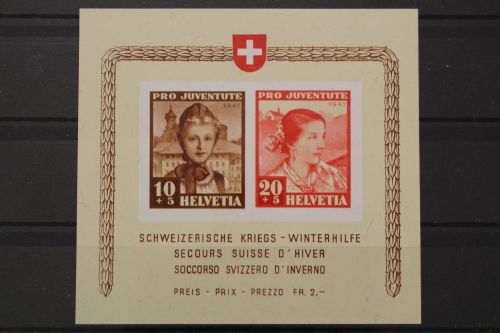 PRO JUVENTUTE
1941
10
+ 5
HELVETIA
PRO JUVENTUTE
1941
20
+ 5
HELVETIA
SCHWEIZERISCHE KRIEGS - WINTERHILFE
SECOURS SUISSE D'HIVER
SOCCORSO SVIZZERO D'INVERNO
PREIS - PRIX - PREZZO FR. 2.-